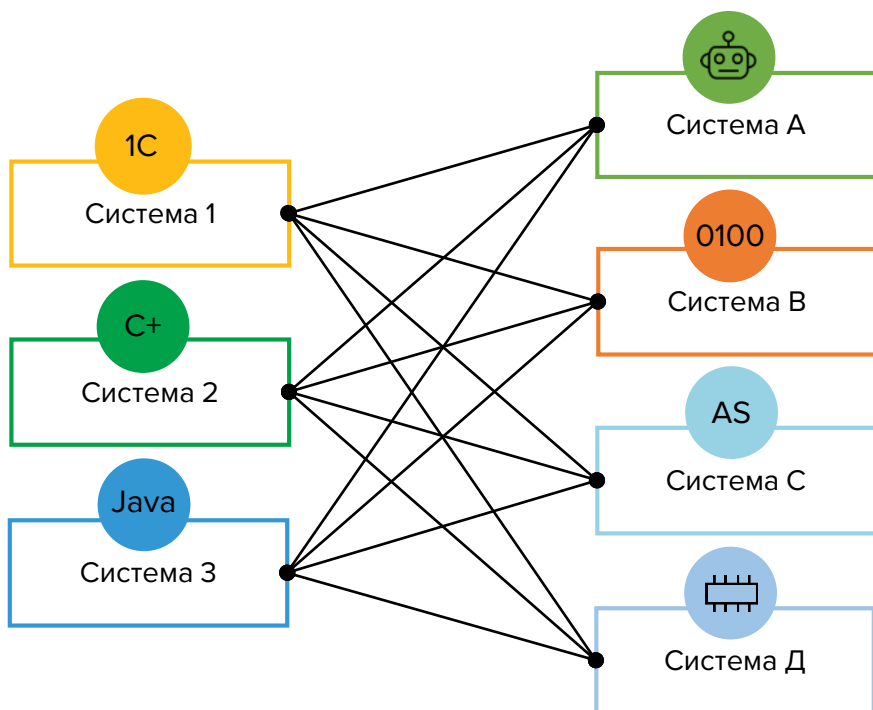 1C
Система 1
C+
Система 2
Java
Система 3
Система А
0100
Система В
AS
Система С
Система Д